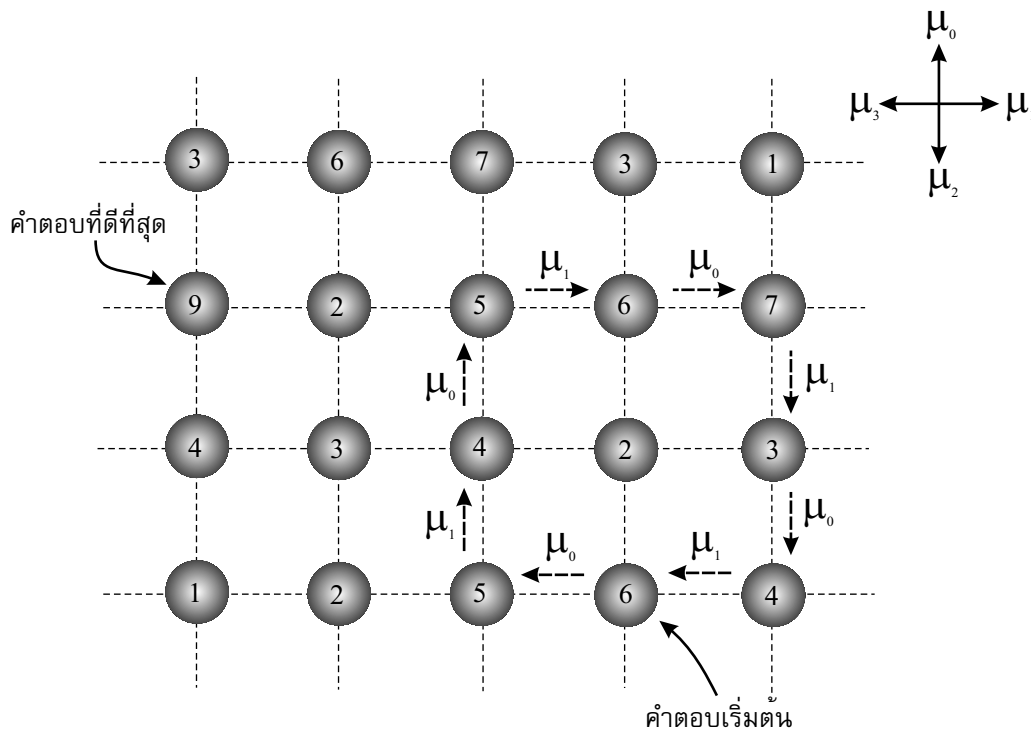 μ₀
μ₃ μ
μ₂
3 6 7 3 1
คำตอบที่ดีที่สุด
μ₁ μ₀
9 2 5 6 7
μ₀ μ₁
4 3 4 2 3
μ₁ μ₀ μ₁ μ₀
1 2 5 6 4
คำตอบเริ่มต้น